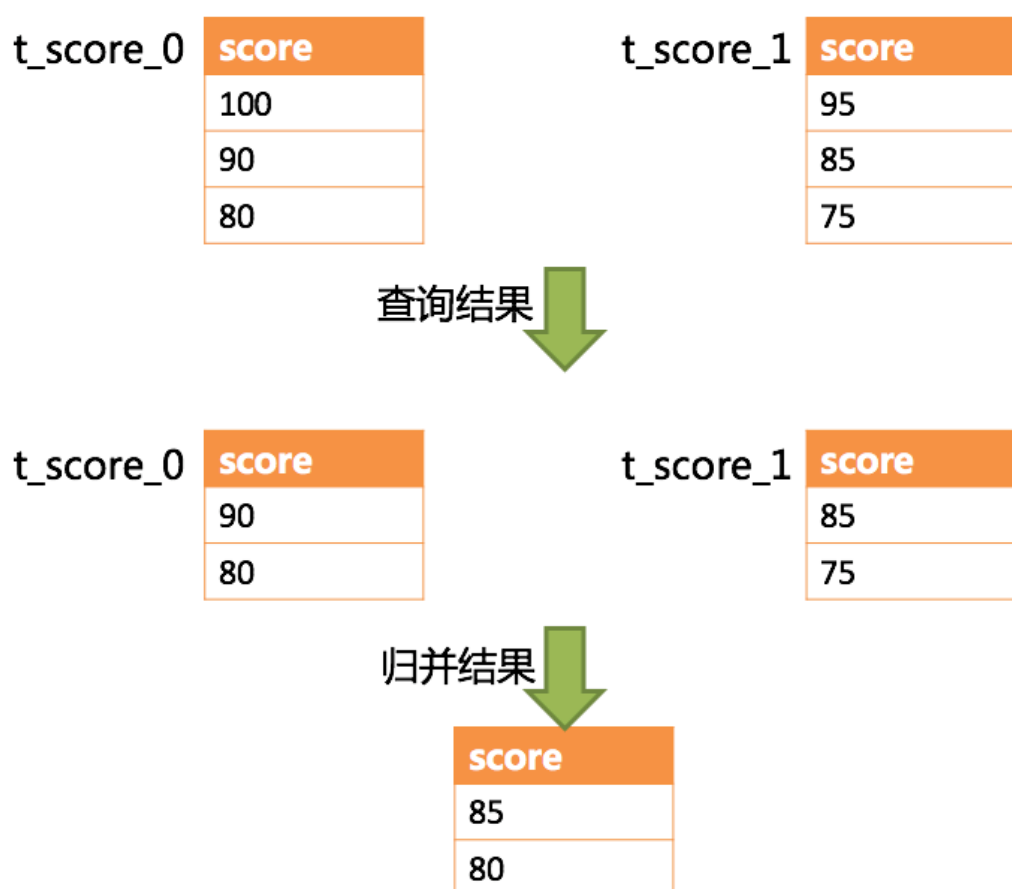 t_score_0 score t_score_1 score
100 95
90 85
80 75
查询结果
t_score_0 score t_score_1 score
90 85
80 75
归并结果
score
85
80